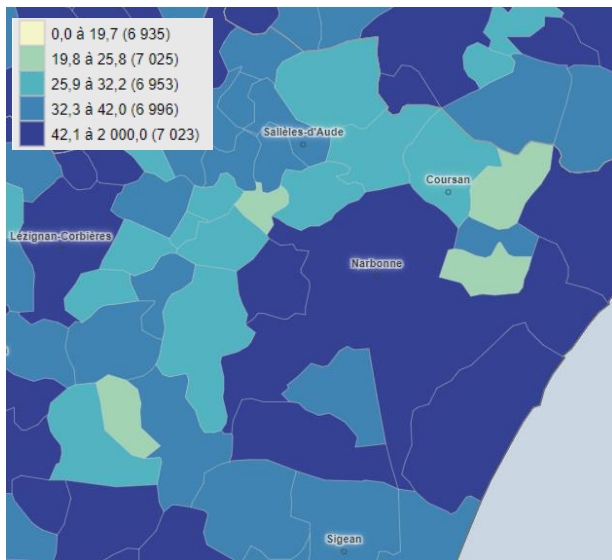 0,0 à 19,7 (6 935)
19,8 à 25,8 (7 025)
25,9 à 32,2 (6 953)
32,3 à 42,0 (6 996)
42,1 à 2 000,0 (7 023)
Sallèles-d'Aude
Coursan
Lézignan-Corbières
Narbonne
Sigean